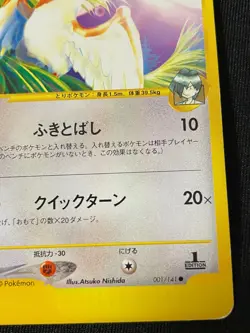 とりポケモン 身長1.5m、体重39.5kg
ふきとばし 10
ベンチのポケモンと入れ替える。入れ替えるポケモンは相手プレイヤー
ベンチにポケモンがいないとき、この効果はなくなる。)
クイックターン 20×
げ、「おもて」の数×20ダメージ。
抵抗力 -30 にげる
Illus.Atsuko Nishida 001/141 ●
1 EDITION
© Pokémon